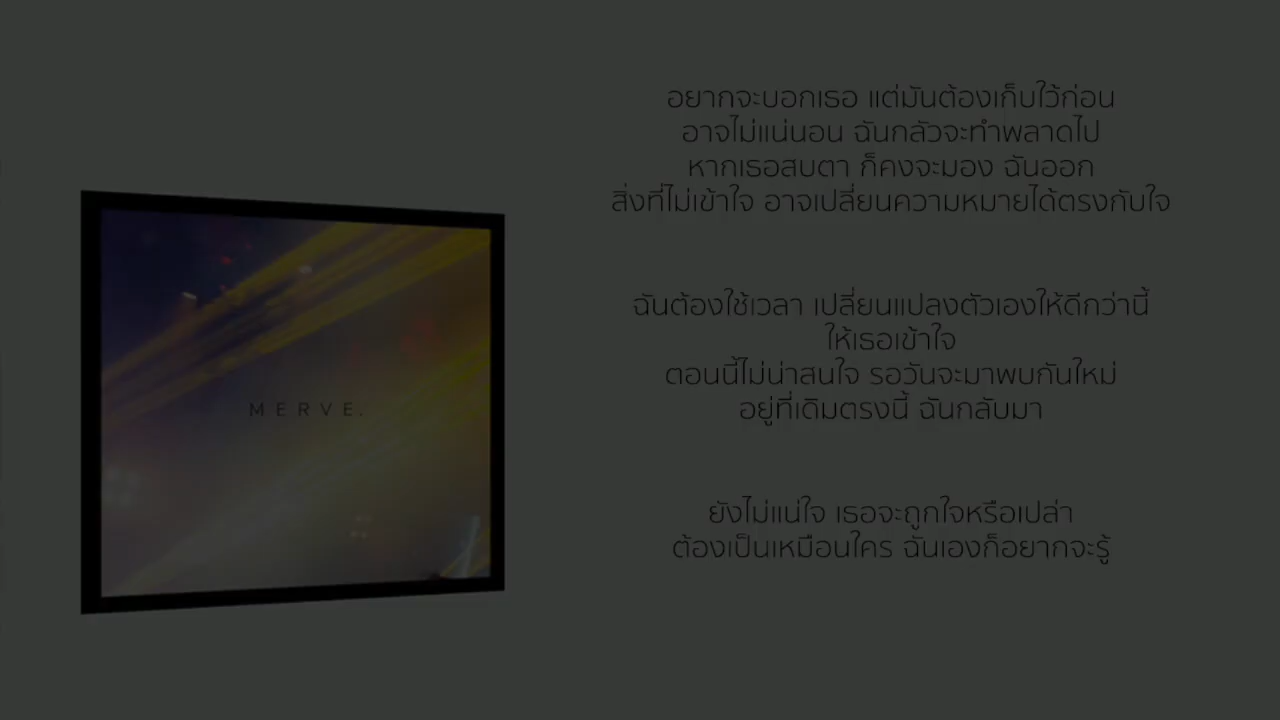 อยากจะบอกเธอ แต่มันต้องเก็บใว้ก่อน
อาจไม่แน่นอน ฉันกลัวจะทำพลาดไป
หากเธอสบตา ก็คงจะมอง ฉันออก
สิ่งที่ไม่เข้าใจ อาจเปลี่ยนความหมายได้ตรงกับใจ
ฉันต้องใช้เวลา เปลี่ยนแปลงตัวเองให้ดีกว่านี้
ให้เธอเข้าใจ
ตอนนี้ไม่น่าสนใจ รอวันจะมาพบกันใหม่
อยู่ที่เดิมตรงนี้ ฉันกลับมา
ยังไม่แน่ใจ เธอจะถูกใจหรือเปล่า
ต้องเป็นเหมือนใคร ฉันเองก็อยากจะรู้
MERVE.